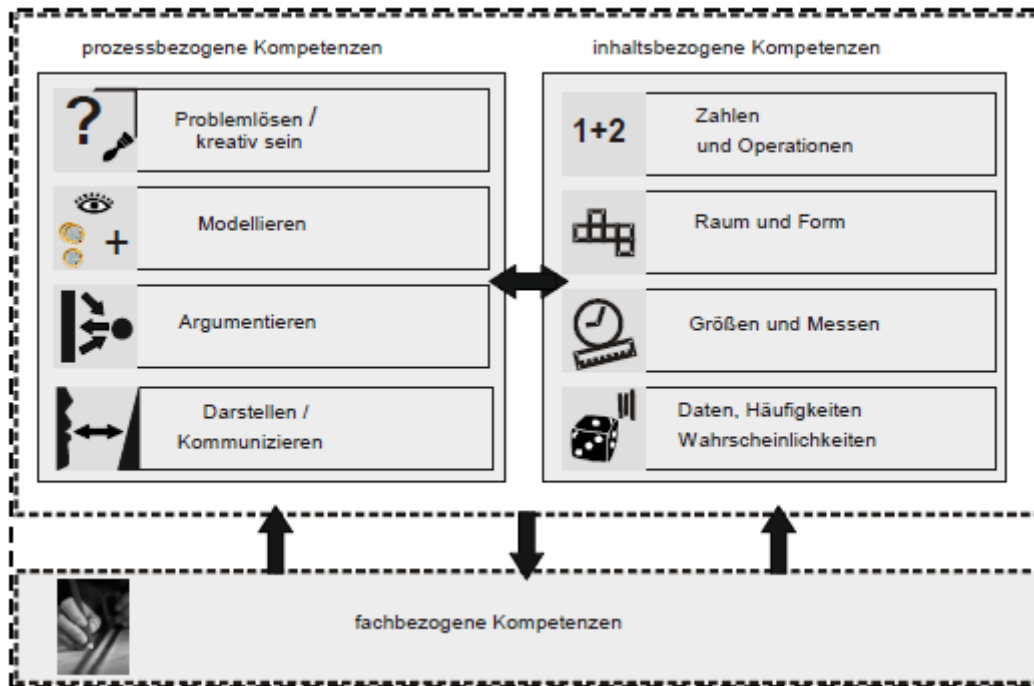 prozessbezogene Kompetenzen
Problemlösen /
kreativ sein
Modellieren
Argumentieren
Darstellen /
Kommunizieren
inhaltsbezogene Kompetenzen
1+2
Zahlen
und Operationen
Raum und Form
Größen und Messen
Daten, Häufigkeiten
Wahrscheinlichkeiten
fachbezogene Kompetenzen